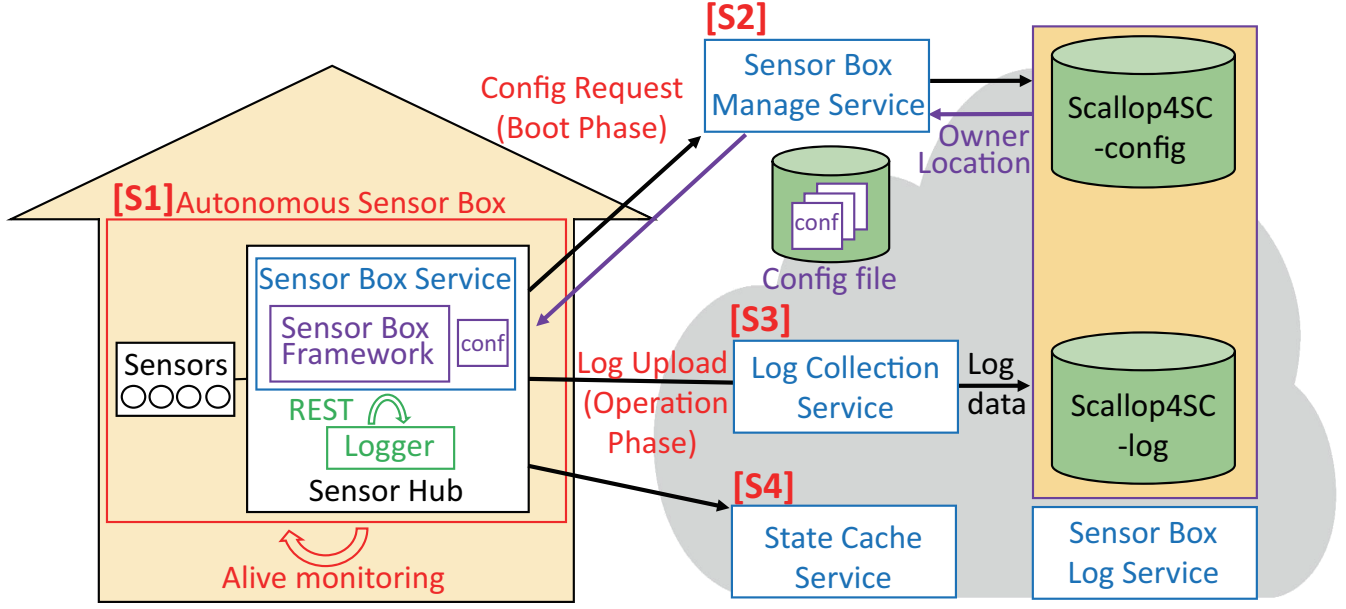 [S2]
Sensor Box
Manage Service
Config Request
(Boot Phase)
Owner
Location
Scallop4SC
-config
conf
Config file
[S1] Autonomous Sensor Box
Sensor Box Service
Sensor Box
Framework
conf
Sensors
REST
Logger
Sensor Hub
Alive monitoring
Log Upload
(Operation
Phase)
[S3]
Log Collection
Service
Log
data
Scallop4SC
-log
[S4]
State Cache
Service
Sensor Box
Log Service